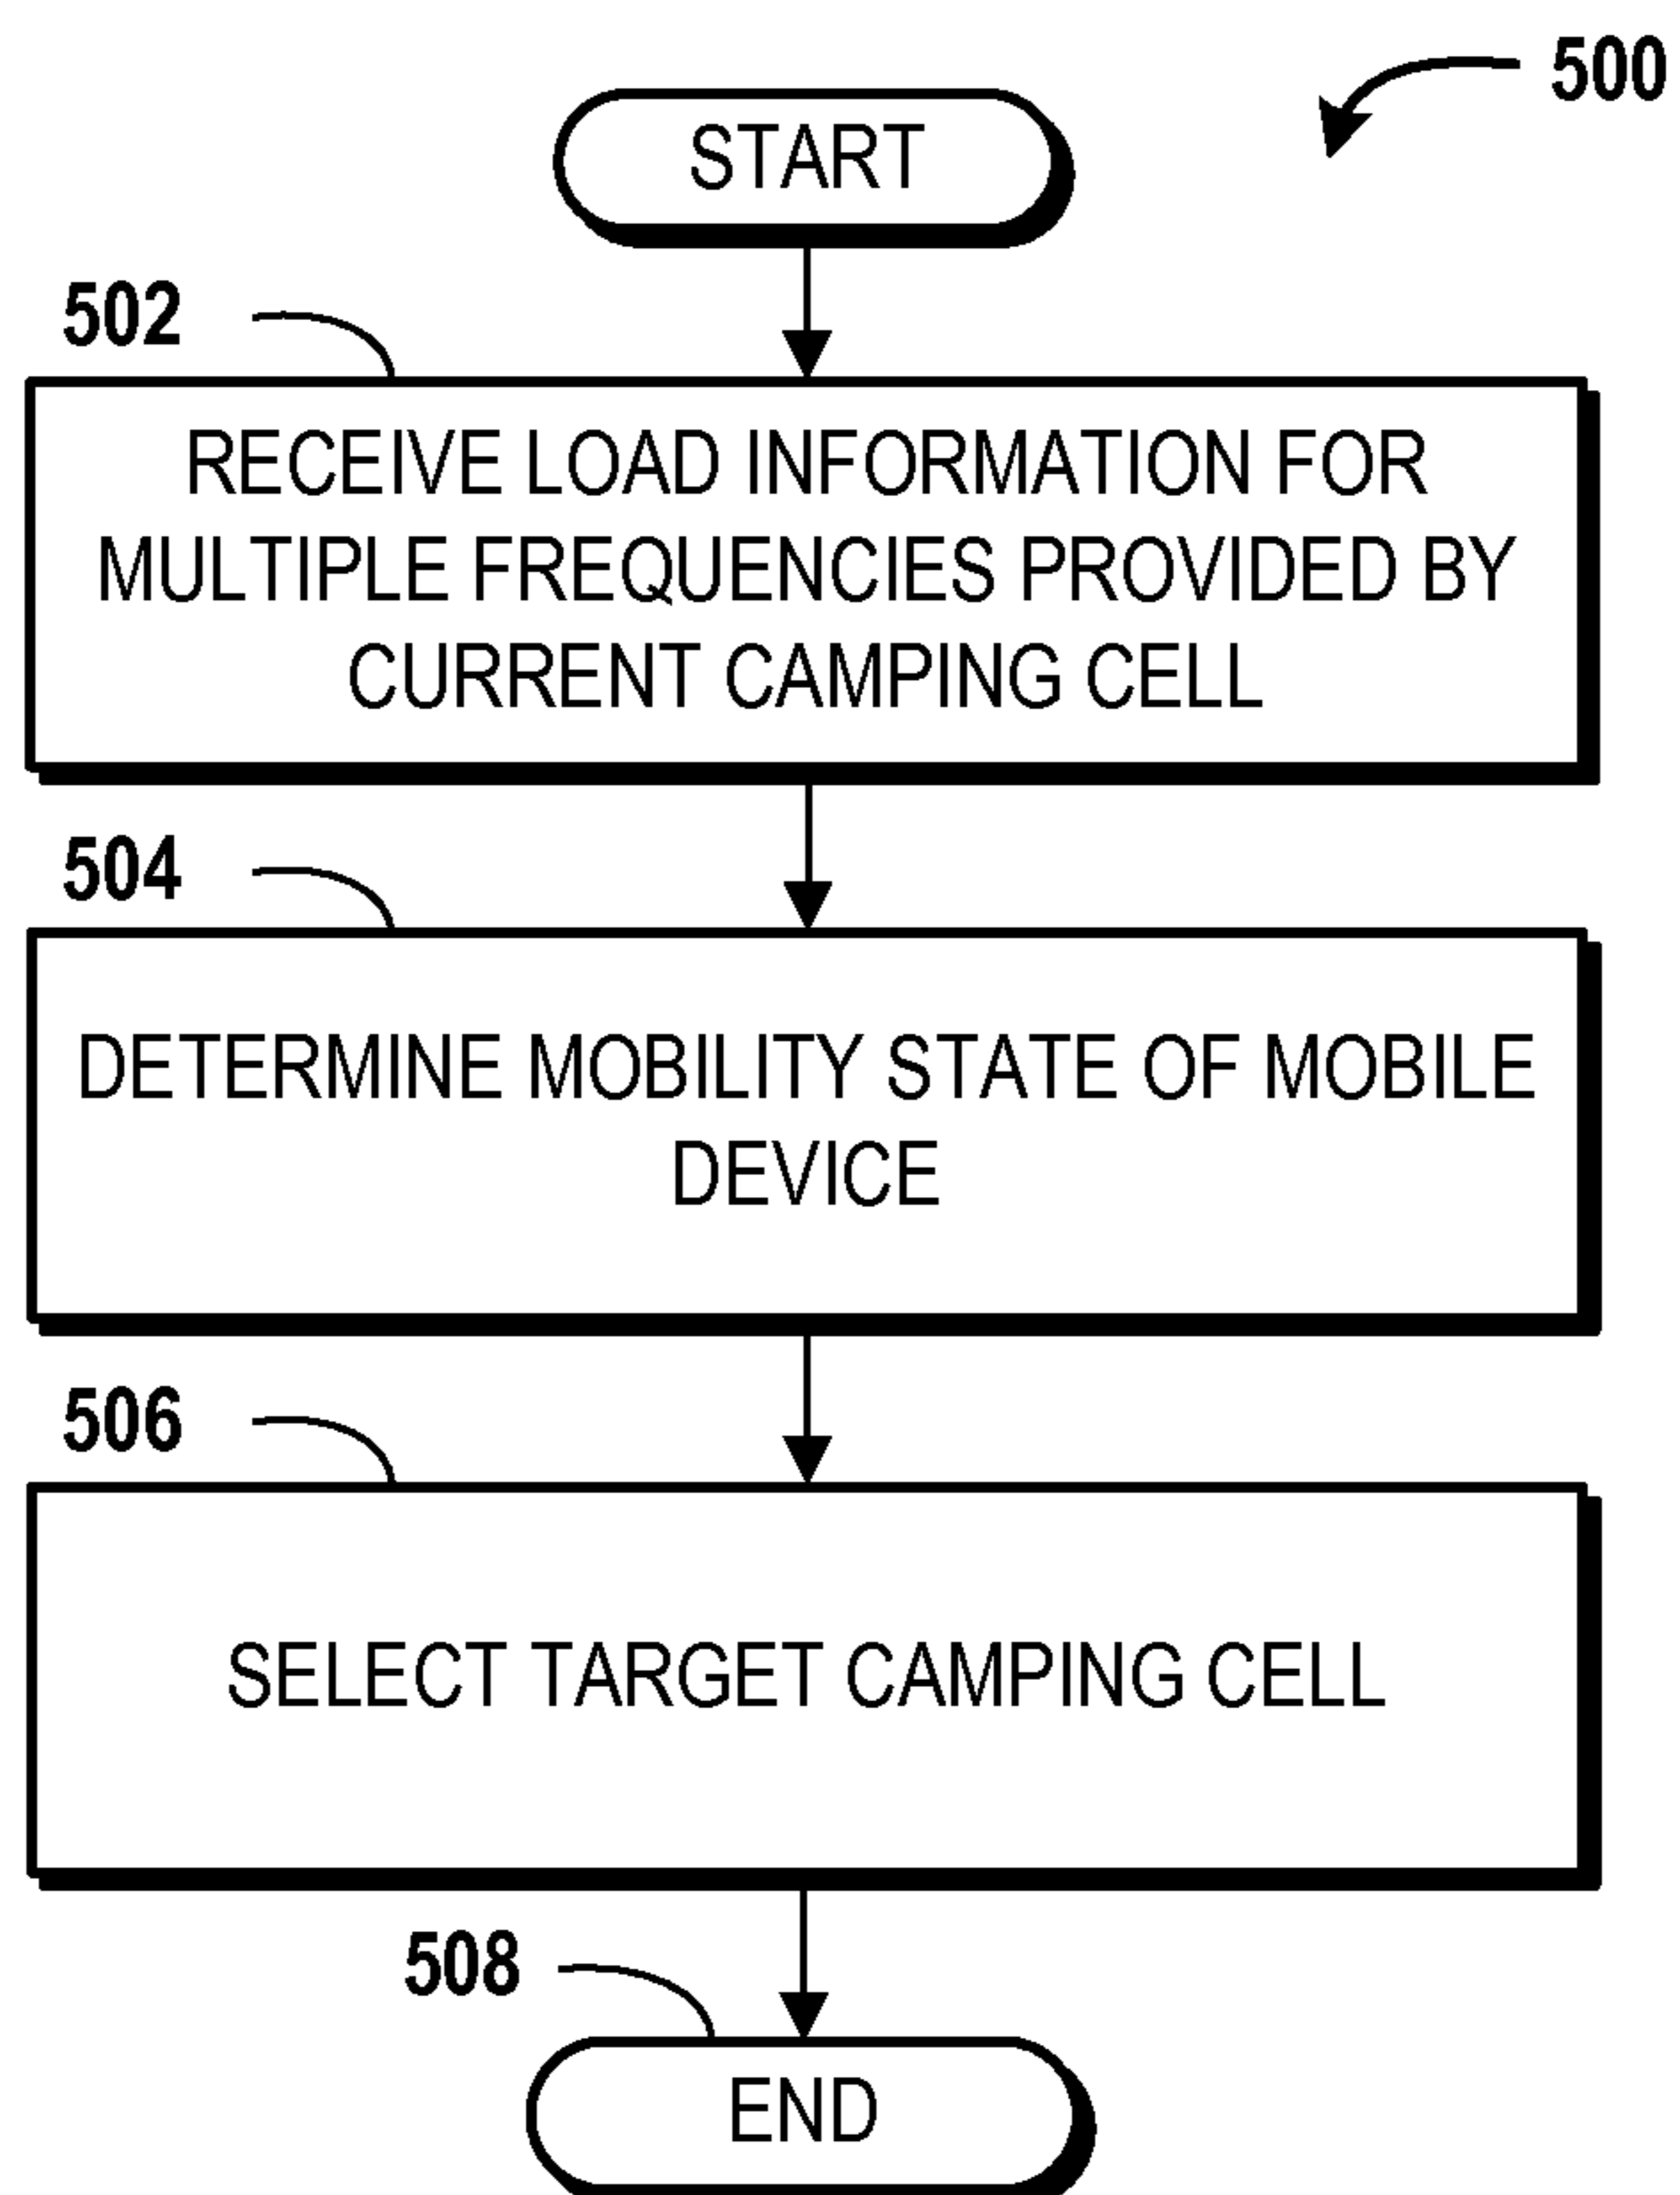 500
START
502
RECEIVE LOAD INFORMATION FOR
MULTIPLE FREQUENCIES PROVIDED BY
CURRENT CAMPING CELL
504
DETERMINE MOBILITY STATE OF MOBILE
DEVICE
506
SELECT TARGET CAMPING CELL
508
END